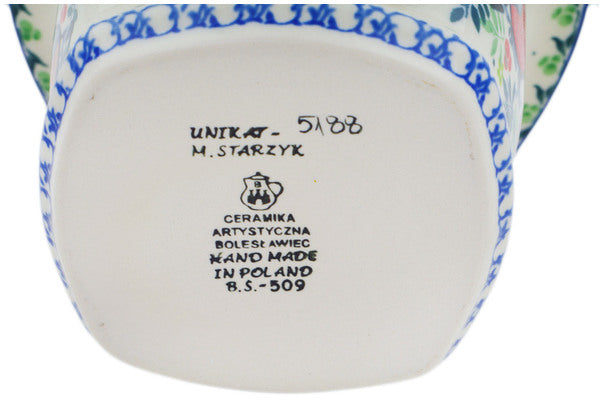 UNIKAT - 5188
M. STARZYK
B
CERAMIKA
ARTYSTYCZNA
BOLESŁAWIEC
HAND MADE
IN POLAND
B.S.-509